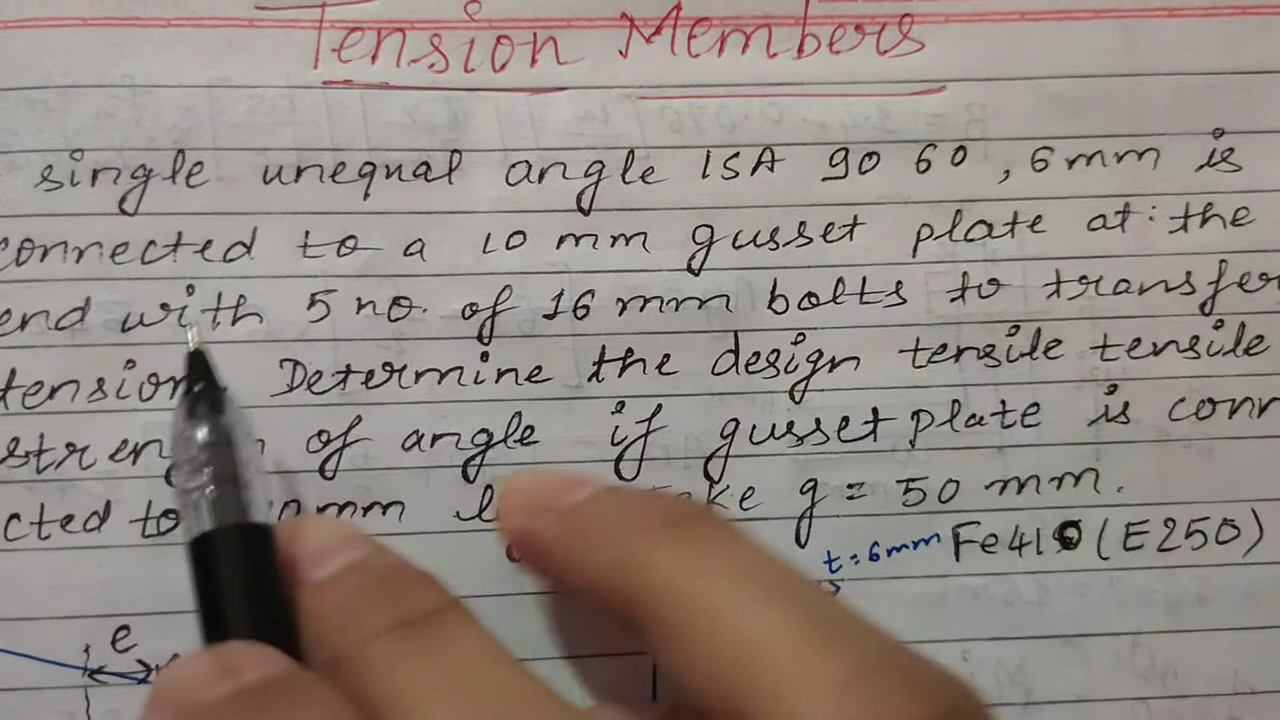 Tension Members
single unequal angle ISA 90 60, 6mm is
connected to a 10 mm gusset plate at the
end with 5 no. of 16 mm bolts to transfer
tension Determine the design tensile tensile
of angle if gusset plate is conn
cted to mm g = 50 mm.
t = 6mm Fe410 (E250)
e